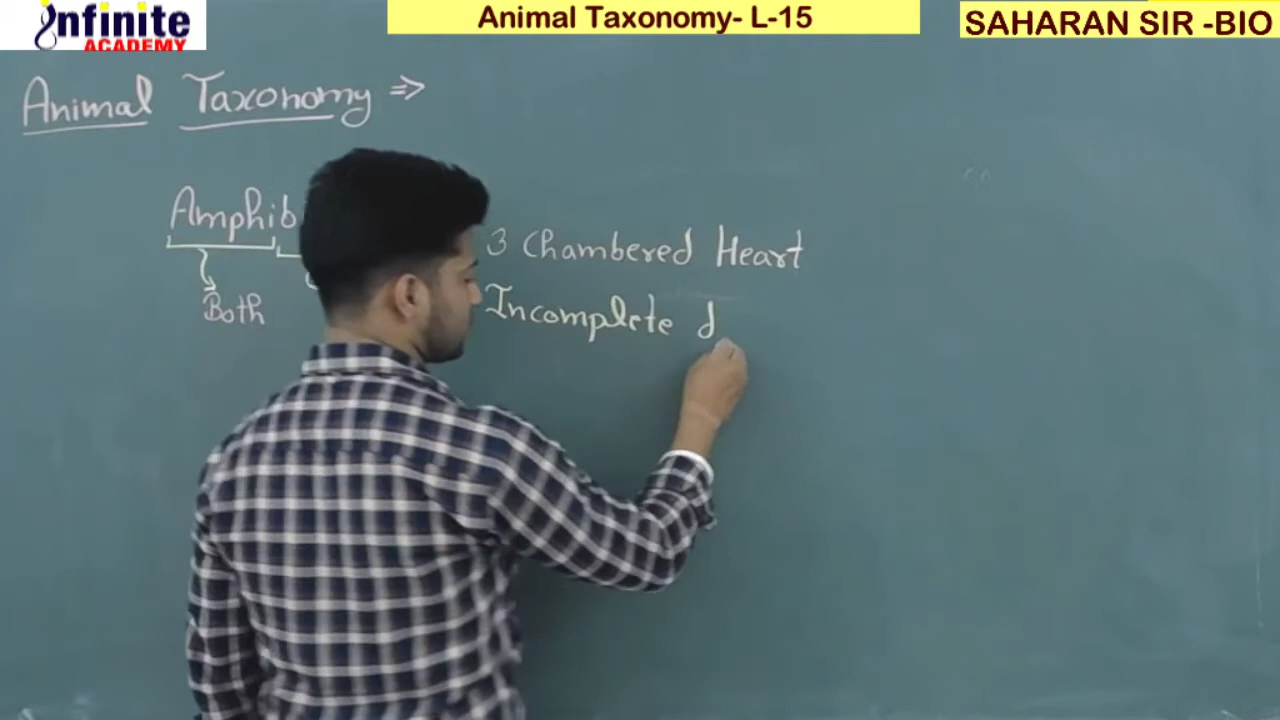 infinite
ACADEMY
Animal Taxonomy- L-15
SAHARAN SIR -BIO
Animal Taxonomy ⇒
Amphib
3 Chambered Heart
Both
Incomplete d